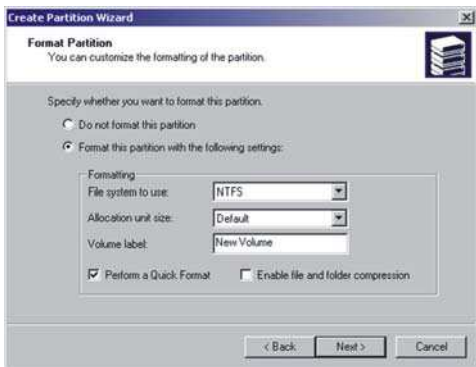 Create Partition Wizard
Format Partition
You can customize the formatting of the partition.
Specify whether you want to format this partition.
Do not format this partition
Format this partition with the following settings:
Formatting
File system to use: NTFS
Allocation unit size: Default
Volume label: New Volume
Perform a Quick Format Enable file and folder compression
< Back Next > Cancel